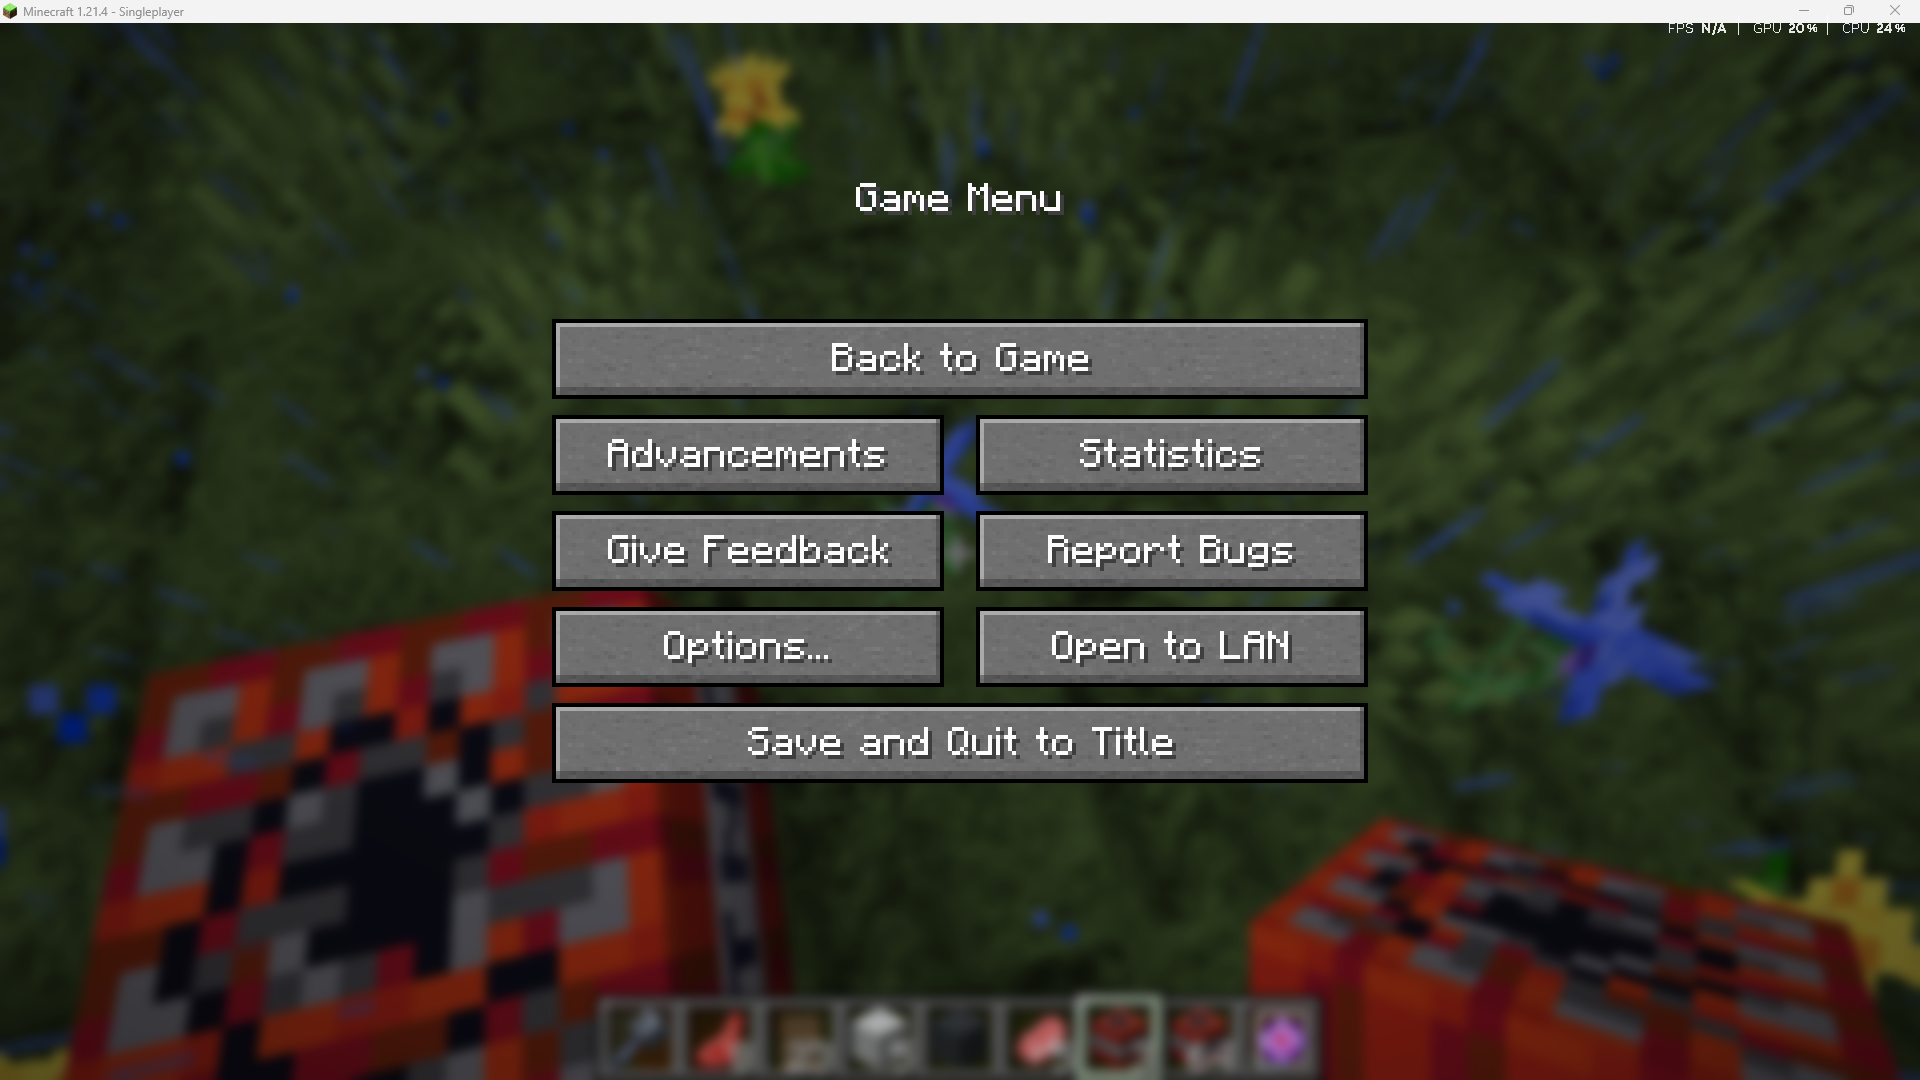 Minecraft 1.21.4 - Singleplayer
FPS N/A | GPU 20% | CPU 24%
Game Menu
Back to Game
Advancements
Statistics
Give Feedback
Report Bugs
Options...
Open to LAN
Save and Quit to Title